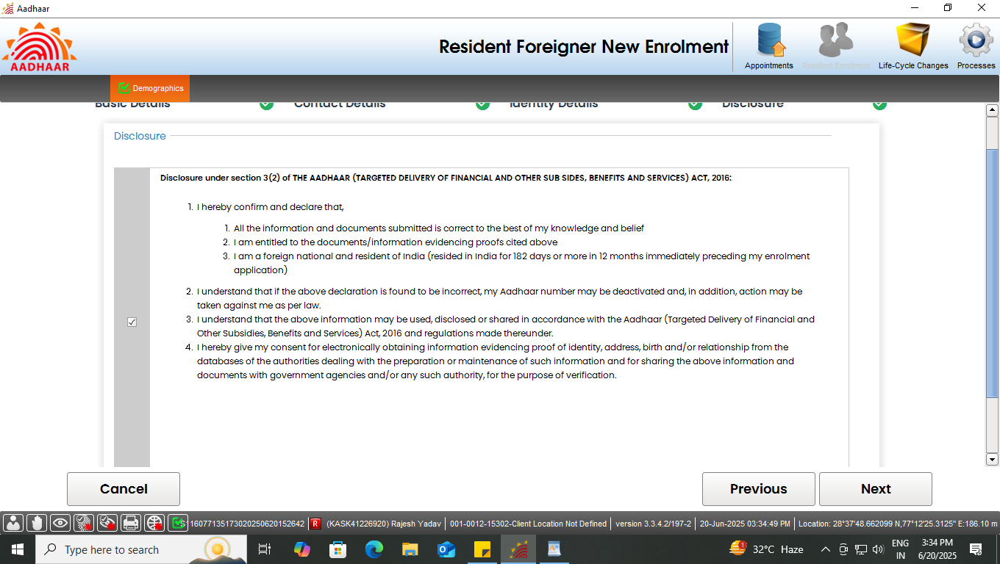 Aadhaar
AADHAAR
Resident Foreigner New Enrolment
Appointments
Resident Enrolment
Life-Cycle Changes
Processes
Demographics
Basic Details
Contact Details
Identity Details
Disclosure
Disclosure
Disclosure under section 3(2) of THE AADHAAR (TARGETED DELIVERY OF FINANCIAL AND OTHER SUB SIDES, BENEFITS AND SERVICES) ACT, 2016:
1. I hereby confirm and declare that,
1. All the information and documents submitted is correct to the best of my knowledge and belief
2. I am entitled to the documents/information evidencing proofs cited above
3. I am a foreign national and resident of India (resided in India for 182 days or more in 12 months immediately preceding my enrolment
application)
2. I understand that if the above declaration is found to be incorrect, my Aadhaar number may be deactivated and, in addition, action may be
taken against me as per law.
3. I understand that the above information may be used, disclosed or shared in accordance with the Aadhaar (Targeted Delivery of Financial and
Other Subsidies, Benefits and Services) Act, 2016 and regulations made thereunder.
4. I hereby give my consent for electronically obtaining information evidencing proof of identity, address, birth and/or relationship from the
databases of the authorities dealing with the preparation or maintenance of such information and for sharing the above information and
documents with government agencies and/or any such authority, for the purpose of verification.
Cancel
Previous
Next
S11607713517302025062015264​2 R (KASK41226920) Rajesh Yadav 001-0012-15302-Client Location Not Defined version 3.3.4.2/197-2 20-Jun-2025 03:34:49 PM Location: 28°37'48.662099 N,77°12'25.3125" E:186.10 m
Type here to search
1
32°C Haze
ENG
IN
3:34 PM
6/20/2025